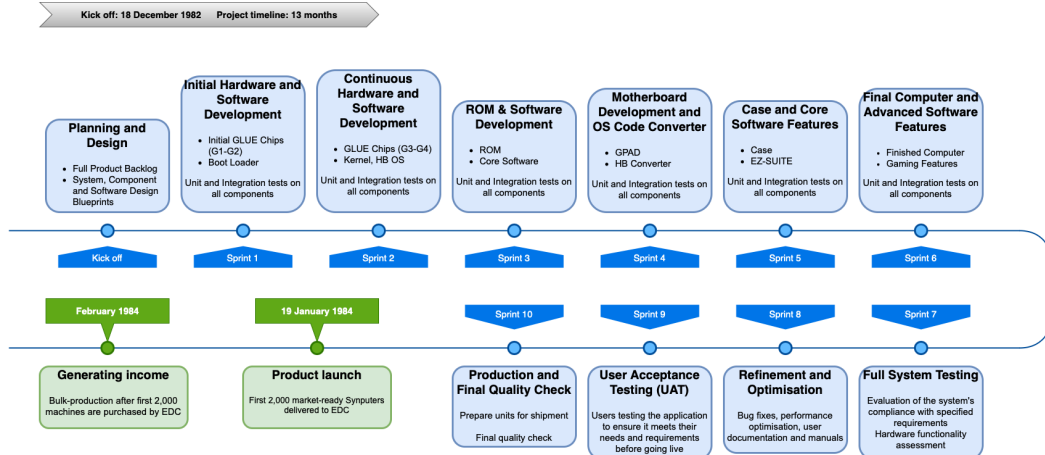 Kick off: 18 December 1982 Project timeline: 13 months
Planning and
Design
• Full Product Backlog
• System, Component
and Software Design
Blueprints
Initial Hardware and
Software
Development
• Initial GLUE Chips
(G1-G2)
• Boot Loader
Unit and Integration tests on
all components
Continuous
Hardware and
Software
Development
• GLUE Chips (G3-G4)
• Kernel, HB OS
Unit and Integration tests on
all components
ROM & Software
Development
• ROM
• Core Software
Unit and Integration tests on
all components
Motherboard
Development and
OS Code Converter
• GPAD
• HB Converter
Unit and Integration tests on
all components
Case and Core
Software Features
• Case
• EZ-SUITE
Unit and Integration tests on
all components
Final Computer and
Advanced Software
Features
• Finished Computer
• Gaming Features
Unit and Integration tests on
all components
Kick off
Sprint 1
Sprint 2
Sprint 3
Sprint 4
Sprint 5
Sprint 6
February 1984
19 January 1984
Sprint 10
Sprint 9
Sprint 8
Sprint 7
Generating income
Bulk-production after first 2,000
machines are purchased by EDC
Product launch
First 2,000 market-ready Synputers
delivered to EDC
Production and
Final Quality Check
Prepare units for shipment
Final quality check
User Acceptance
Testing (UAT)
Users testing the application
to ensure it meets their
needs and requirements
before going live
Refinement and
Optimisation
Bug fixes, performance
optimisation, user
documentation and manuals
Full System Testing
Evaluation of the system's
compliance with specified
requirements
Hardware functionality
assessment